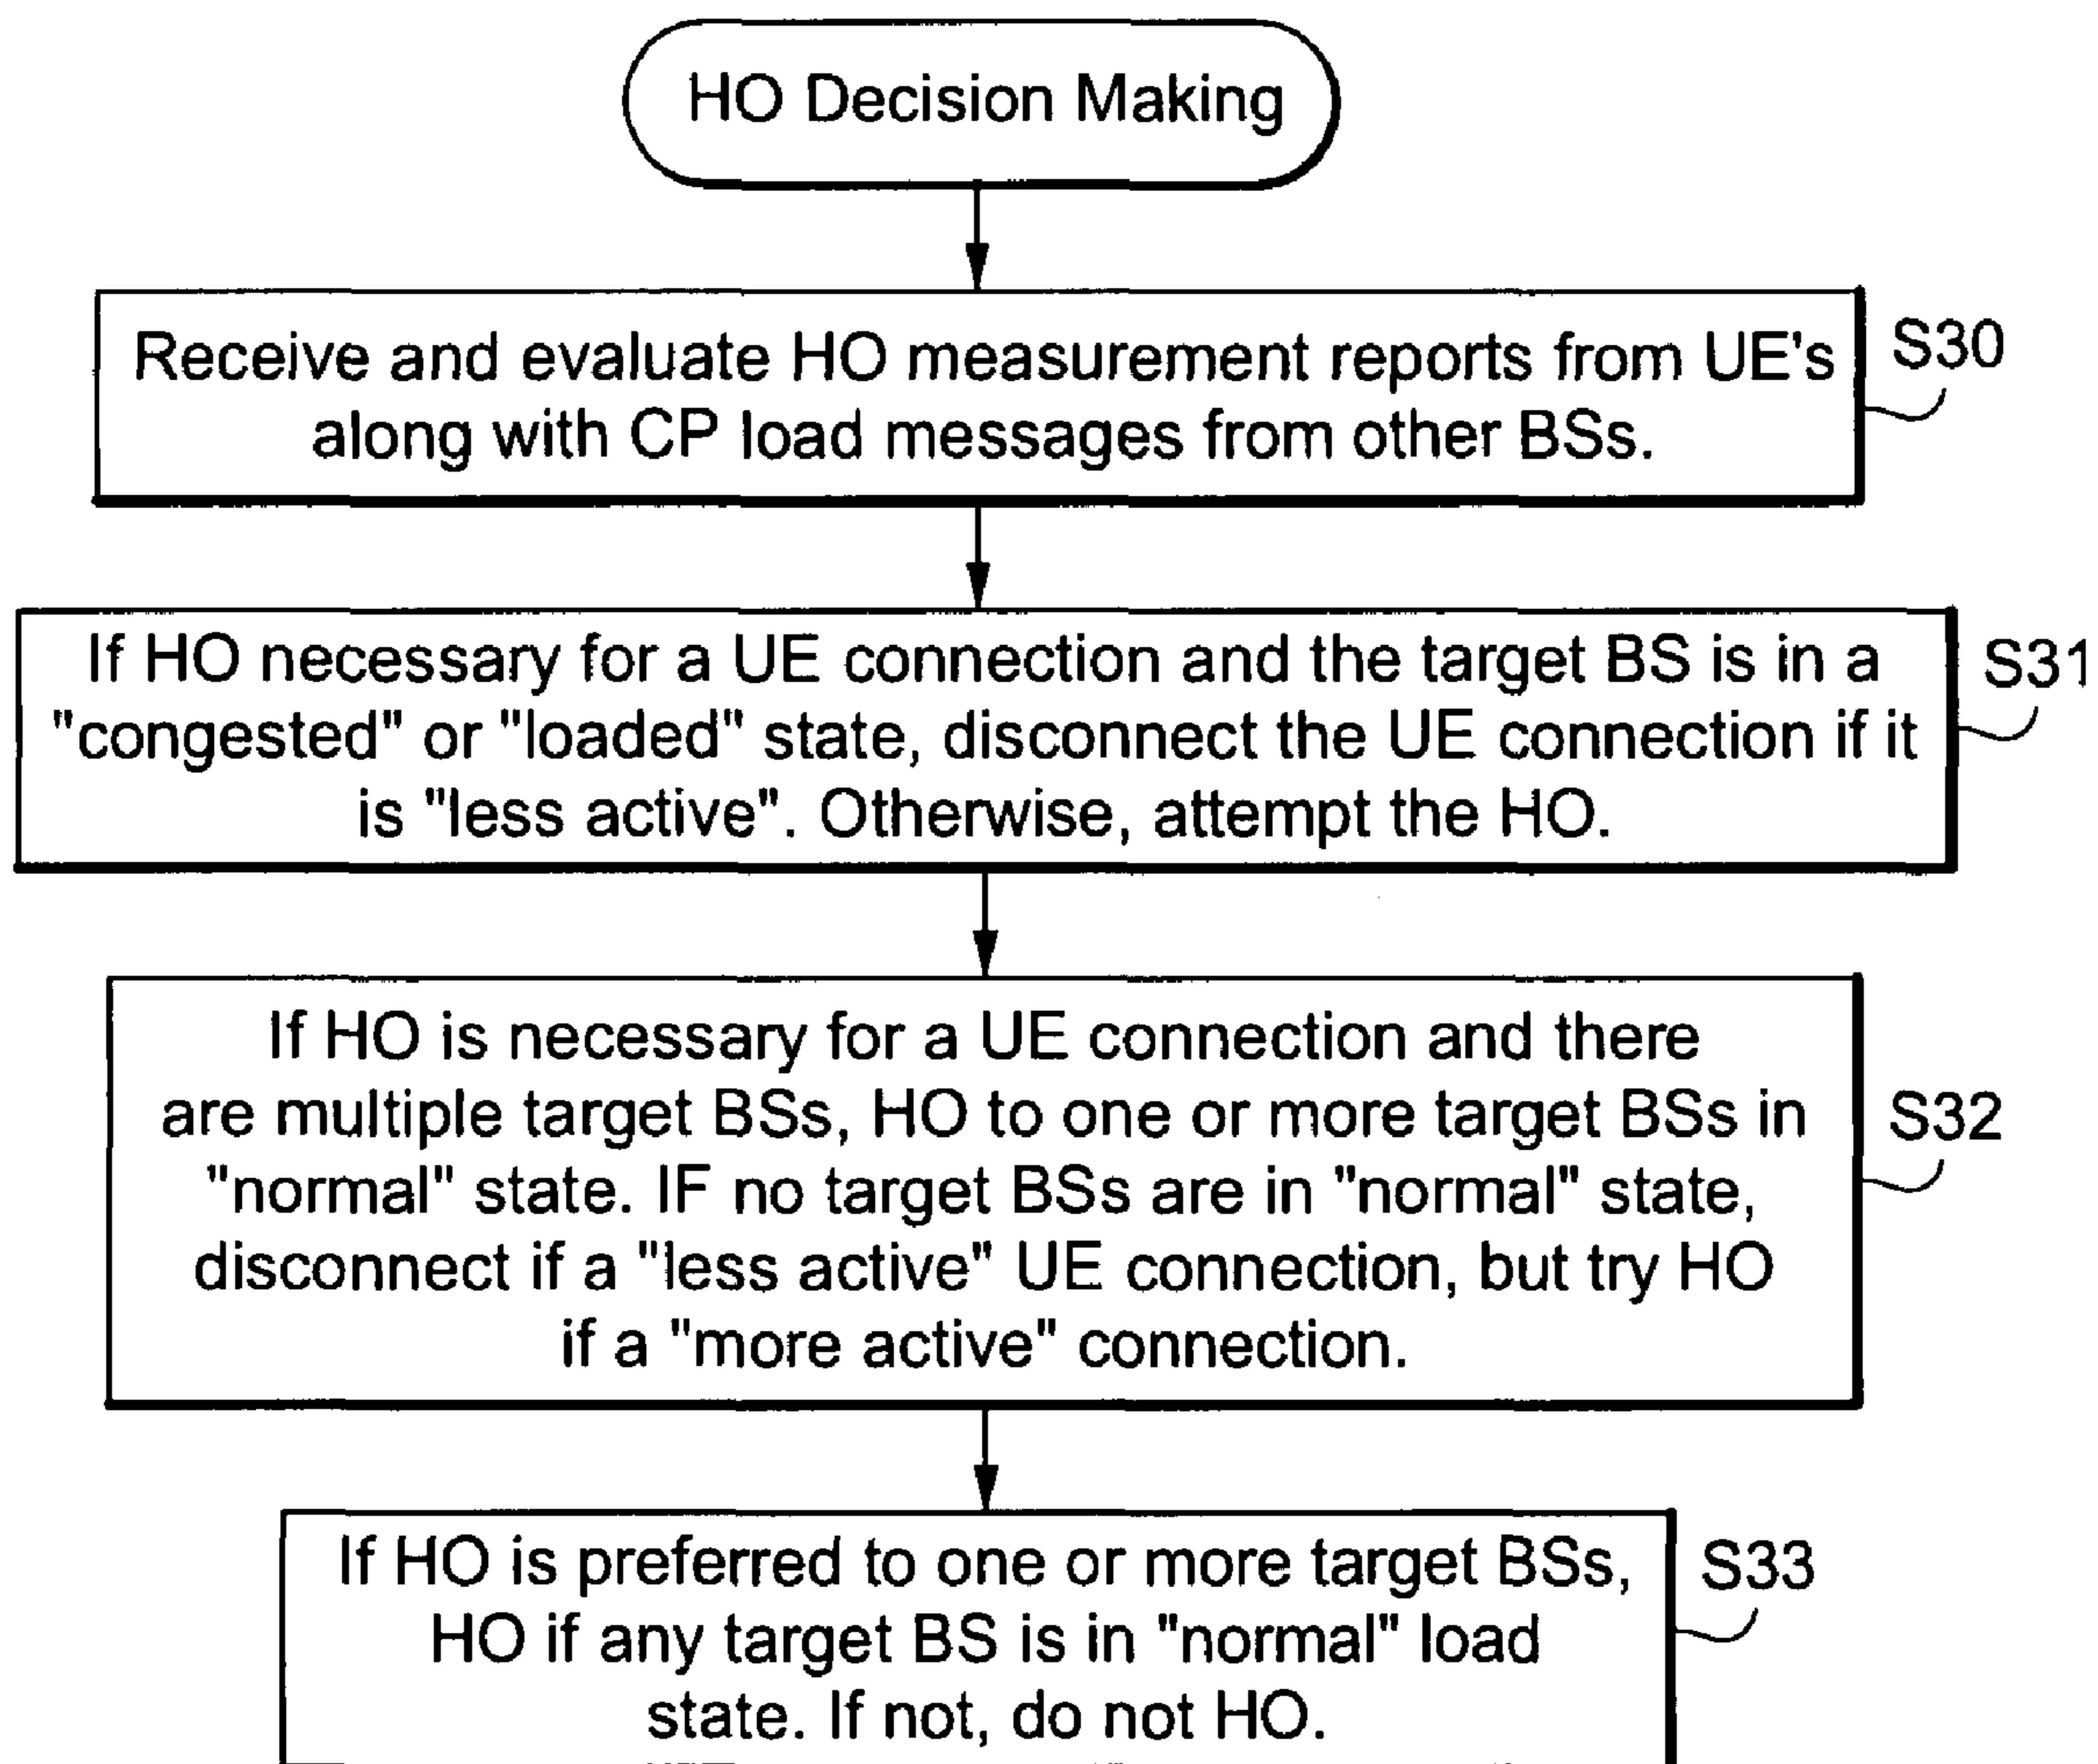 HO Decision Making
Receive and evaluate HO measurement reports from UE's
along with CP load messages from other BSs.
S30
If HO necessary for a UE connection and the target BS is in a
"congested" or "loaded" state, disconnect the UE connection if it
is "less active". Otherwise, attempt the HO.
S31
If HO is necessary for a UE connection and there
are multiple target BSs, HO to one or more target BSs in
"normal" state. IF no target BSs are in "normal" state,
disconnect if a "less active" UE connection, but try HO
if a "more active" connection.
S32
If HO is preferred to one or more target BSs,
HO if any target BS is in "normal" load
state. If not, do not HO.
S33